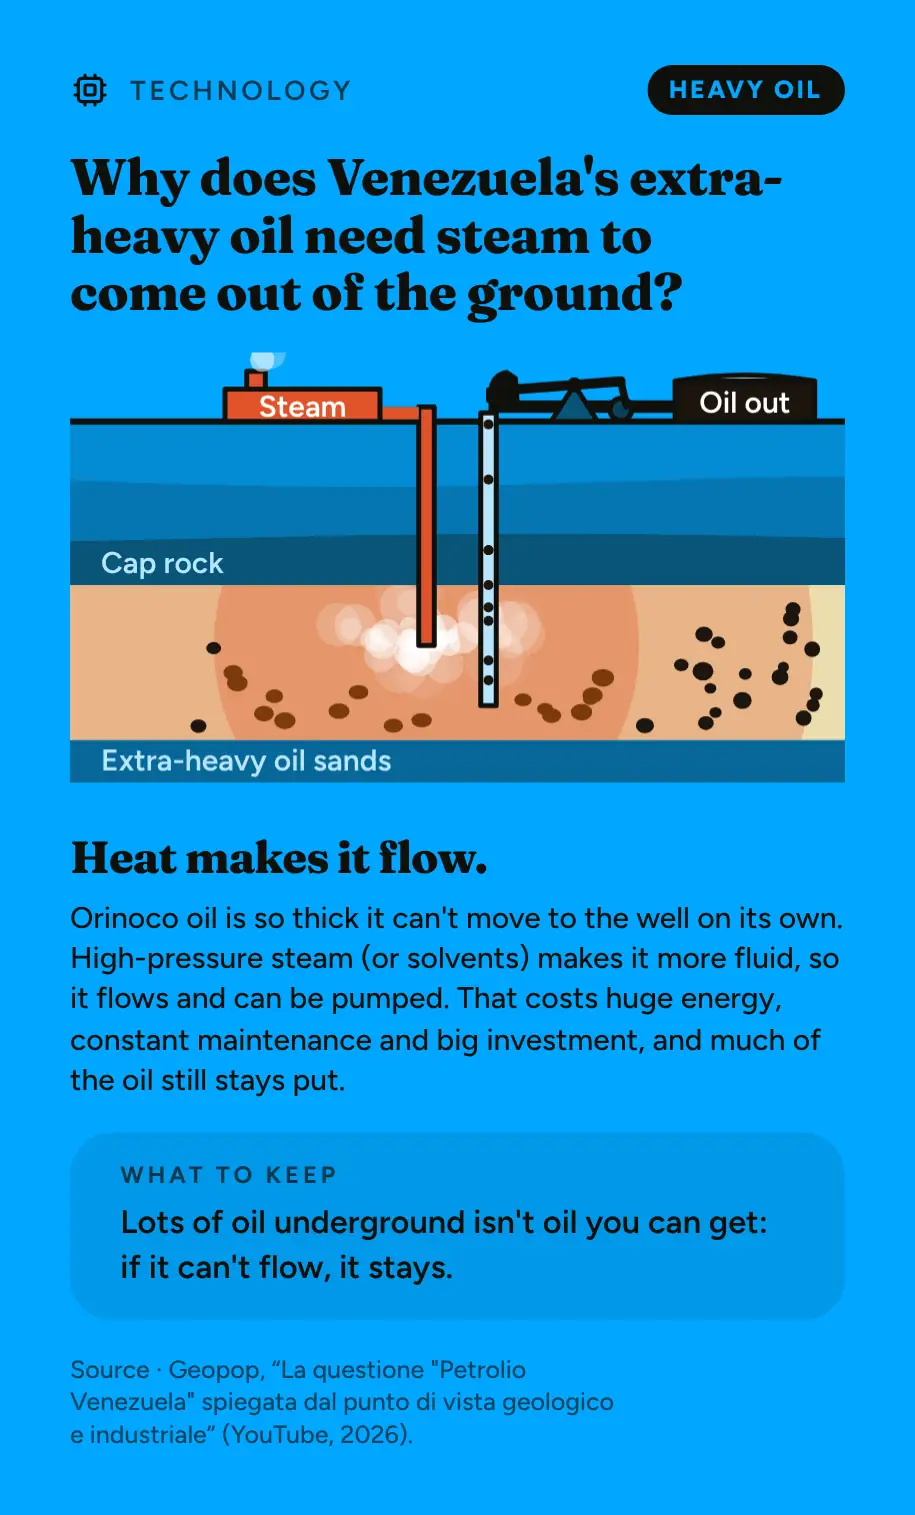 TECHNOLOGY
HEAVY OIL
Why does Venezuela's extra-
heavy oil need steam to
come out of the ground?
Steam
Oil out
Cap rock
Extra-heavy oil sands
Heat makes it flow.
Orinoco oil is so thick it can't move to the well on its own.
High-pressure steam (or solvents) makes it more fluid, so
it flows and can be pumped. That costs huge energy,
constant maintenance and big investment, and much of
the oil still stays put.
WHAT TO KEEP
Lots of oil underground isn't oil you can get:
if it can't flow, it stays.
Source · Geopop, “La questione "Petrolio
Venezuela" spiegata dal punto di vista geologico
e industriale” (YouTube, 2026).